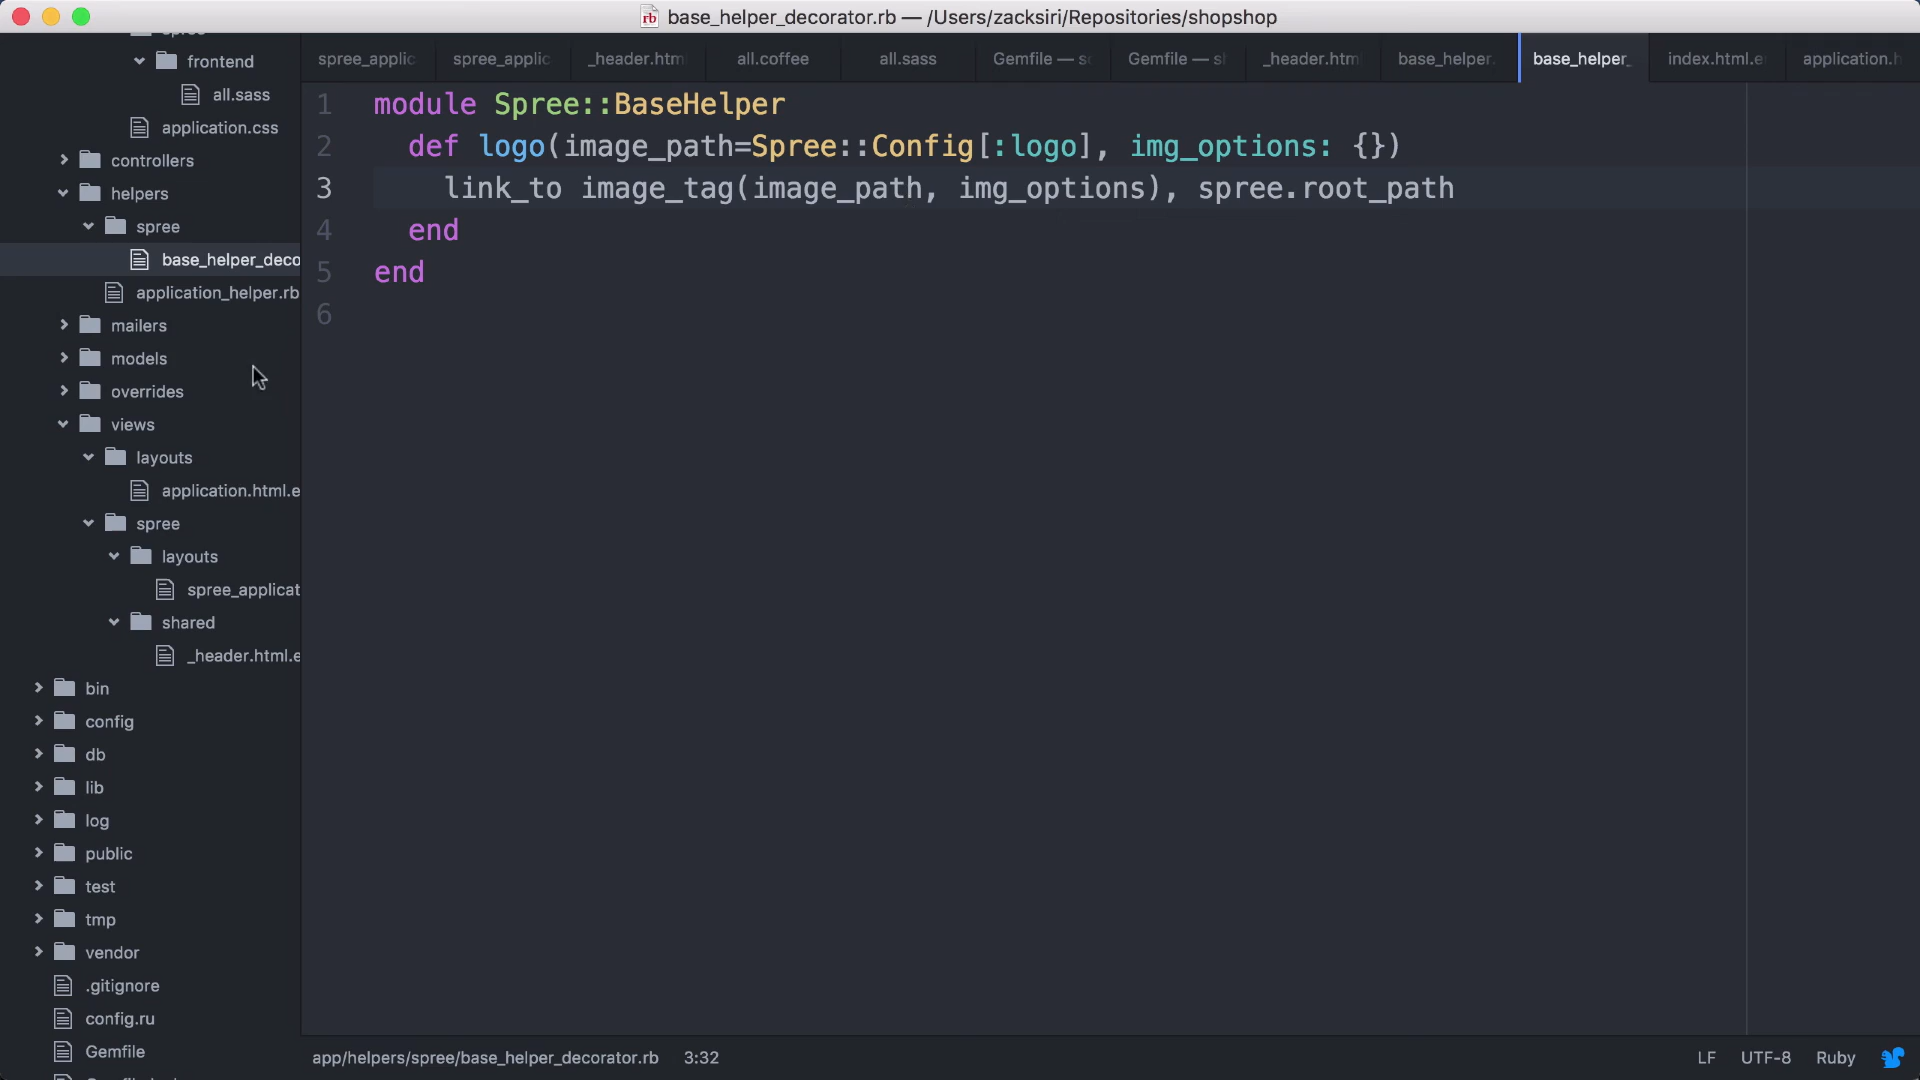 base_helper_decorator.rb — /Users/zacksiri/Repositories/shopshop
spree_applic
spree_applic
_header.htm
all.coffee
all.sass
Gemfile — s
Gemfile — sh
_header.htm
base_helper.
base_helper_
index.html.e
application.h
frontend
all.sass
application.css
controllers
helpers
spree
base_helper_deco
application_helper.rb
mailers
models
overrides
views
layouts
application.html.e
spree
layouts
spree_applicat
shared
_header.html.e
bin
config
db
lib
log
public
test
tmp
vendor
.gitignore
config.ru
Gemfile
1 module Spree::BaseHelper
2 def logo(image_path=Spree::Config[:logo], img_options: {})
3 link_to image_tag(image_path, img_options), spree.root_path
4 end
5 end
6
app/helpers/spree/base_helper_decorator.rb 3:32
LF UTF-8 Ruby